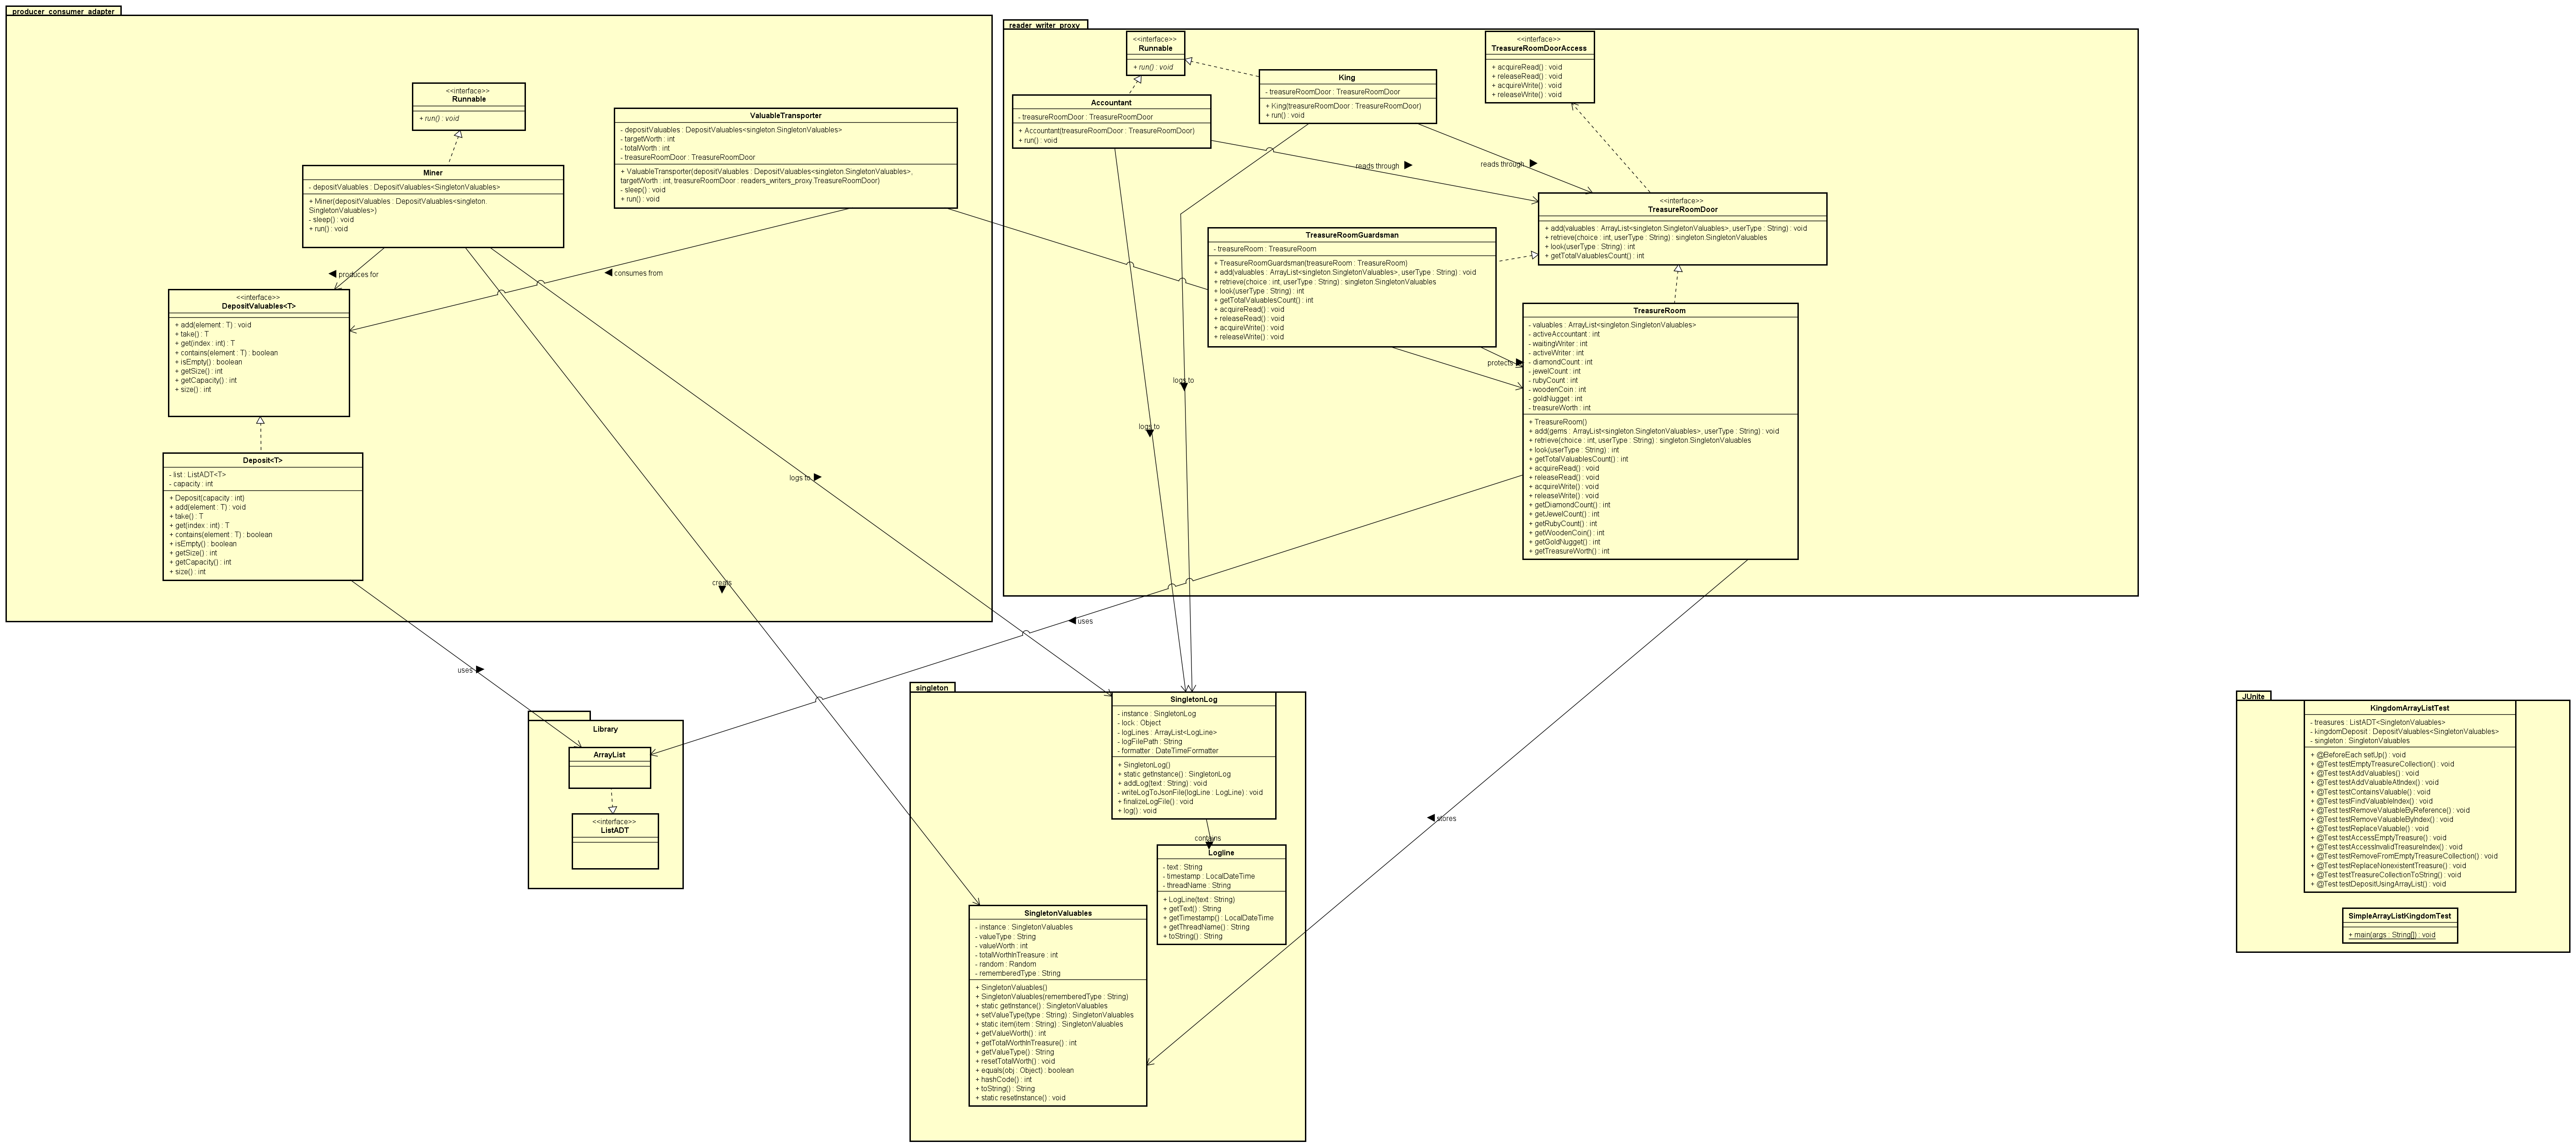 producer_consumer_adapter
<<interface>>
Runnable
+ run() : void
Miner
- depositValuables : DepositValuables<SingletonValuables>
+ Miner(depositValuables : DepositValuables<singleton.
SingletonValuables>)
- sleep() : void
+ run() : void
ValuableTransporter
- depositValuables : DepositValuables<singleton.SingletonValuables>
- targetWorth : int
- totalWorth : int
- treasureRoomDoor : TreasureRoomDoor
+ ValuableTransporter(depositValuables : DepositValuables<singleton.SingletonValuables>,
targetWorth : int, treasureRoomDoor : readers_writers_proxy.TreasureRoomDoor)
- sleep() : void
+ run() : void
produces for
consumes from
<<interface>>
DepositValuables<T>
+ add(element : T) : void
+ take() : T
+ get(index : int) : T
+ contains(element : T) : boolean
+ isEmpty() : boolean
+ getSize() : int
+ getCapacity() : int
+ size() : int
Deposit<T>
- list : ListADT<T>
- capacity : int
+ Deposit(capacity : int)
+ add(element : T) : void
+ take() : T
+ get(index : int) : T
+ contains(element : T) : boolean
+ isEmpty() : boolean
+ getSize() : int
+ getCapacity() : int
+ size() : int
logs to
creats
uses
reader_writer_proxy
<<interface>>
Runnable
+ run() : void
Accountant
- treasureRoomDoor : TreasureRoomDoor
+ Accountant(treasureRoomDoor : TreasureRoomDoor)
+ run() : void
King
- treasureRoomDoor : TreasureRoomDoor
+ King(treasureRoomDoor : TreasureRoomDoor)
+ run() : void
<<interface>>
TreasureRoomDoorAccess
+ acquireRead() : void
+ releaseRead() : void
+ acquireWrite() : void
+ releaseWrite() : void
reads through
reads through
<<interface>>
TreasureRoomDoor
+ add(valuables : ArrayList<singleton.SingletonValuables>, userType : String) : void
+ retrieve(choice : int, userType : String) : singleton.SingletonValuables
+ look(userType : String) : int
+ getTotalValuablesCount() : int
TreasureRoomGuardsman
- treasureRoom : TreasureRoom
+ TreasureRoomGuardsman(treasureRoom : TreasureRoom)
+ add(valuables : ArrayList<singleton.SingletonValuables>, userType : String) : void
+ retrieve(choice : int, userType : String) : singleton.SingletonValuables
+ look(userType : String) : int
+ getTotalValuablesCount() : int
+ acquireRead() : void
+ releaseRead() : void
+ acquireWrite() : void
+ releaseWrite() : void
protects
TreasureRoom
- valuables : ArrayList<singleton.SingletonValuables>
- activeAccountant : int
- waitingWriter : int
- activeWriter : int
- diamondCount : int
- jewelCount : int
- rubyCount : int
- woodenCoin : int
- goldNugget : int
- treasureWorth : int
+ TreasureRoom()
+ add(gems : ArrayList<singleton.SingletonValuables>, userType : String) : void
+ retrieve(choice : int, userType : String) : singleton.SingletonValuables
+ look(userType : String) : int
+ getTotalValuablesCount() : int
+ acquireRead() : void
+ releaseRead() : void
+ acquireWrite() : void
+ releaseWrite() : void
+ getDiamondCount() : int
+ getJewelCount() : int
+ getRubyCount() : int
+ getWoodenCoin() : int
+ getGoldNugget() : int
+ getTreasureWorth() : int
logs to
logs to
uses
stores
Library
ArrayList
<<interface>>
ListADT
singleton
SingletonLog
- instance : SingletonLog
- lock : Object
- logLines : ArrayList<LogLine>
- logFilePath : String
- formatter : DateTimeFormatter
+ SingletonLog()
+ static getInstance() : SingletonLog
+ addLog(text : String) : void
- writeLogToJsonFile(logLine : LogLine) : void
+ finalizeLogFile() : void
+ log() : void
contains
Logline
- text : String
- timestamp : LocalDateTime
- threadName : String
+ LogLine(text : String)
+ getText() : String
+ getTimestamp() : LocalDateTime
+ getThreadName() : String
+ toString() : String
SingletonValuables
- instance : SingletonValuables
- valueType : String
- valueWorth : int
- totalWorthInTreasure : int
- random : Random
- rememberedType : String
+ SingletonValuables()
+ SingletonValuables(rememberedType : String)
+ static getInstance() : SingletonValuables
+ setValueType(type : String) : SingletonValuables
+ static item(item : String) : SingletonValuables
+ getValueWorth() : int
+ getTotalWorthInTreasure() : int
+ getValueType() : String
+ resetTotalWorth() : void
+ equals(obj : Object) : boolean
+ hashCode() : int
+ toString() : String
+ static resetInstance() : void
JUnite
KingdomArrayListTest
- treasures : ListADT<SingletonValuables>
- kingdomDeposit : DepositValuables<SingletonValuables>
- singleton : SingletonValuables
+ @BeforeEach setUp() : void
+ @Test testEmptyTreasureCollection() : void
+ @Test testAddValuables() : void
+ @Test testAddValuableAtIndex() : void
+ @Test testContainsValuable() : void
+ @Test testFindValuableIndex() : void
+ @Test testRemoveValuableByReference() : void
+ @Test testRemoveValuableByIndex() : void
+ @Test testReplaceValuable() : void
+ @Test testAccessEmptyTreasure() : void
+ @Test testAccessInvalidTreasureIndex() : void
+ @Test testRemoveFromEmptyTreasureCollection() : void
+ @Test testReplaceNonexistentTreasure() : void
+ @Test testTreasureCollectionToString() : void
+ @Test testDepositUsingArrayList() : void
SimpleArrayListKingdomTest
+ main(args : String[]) : void